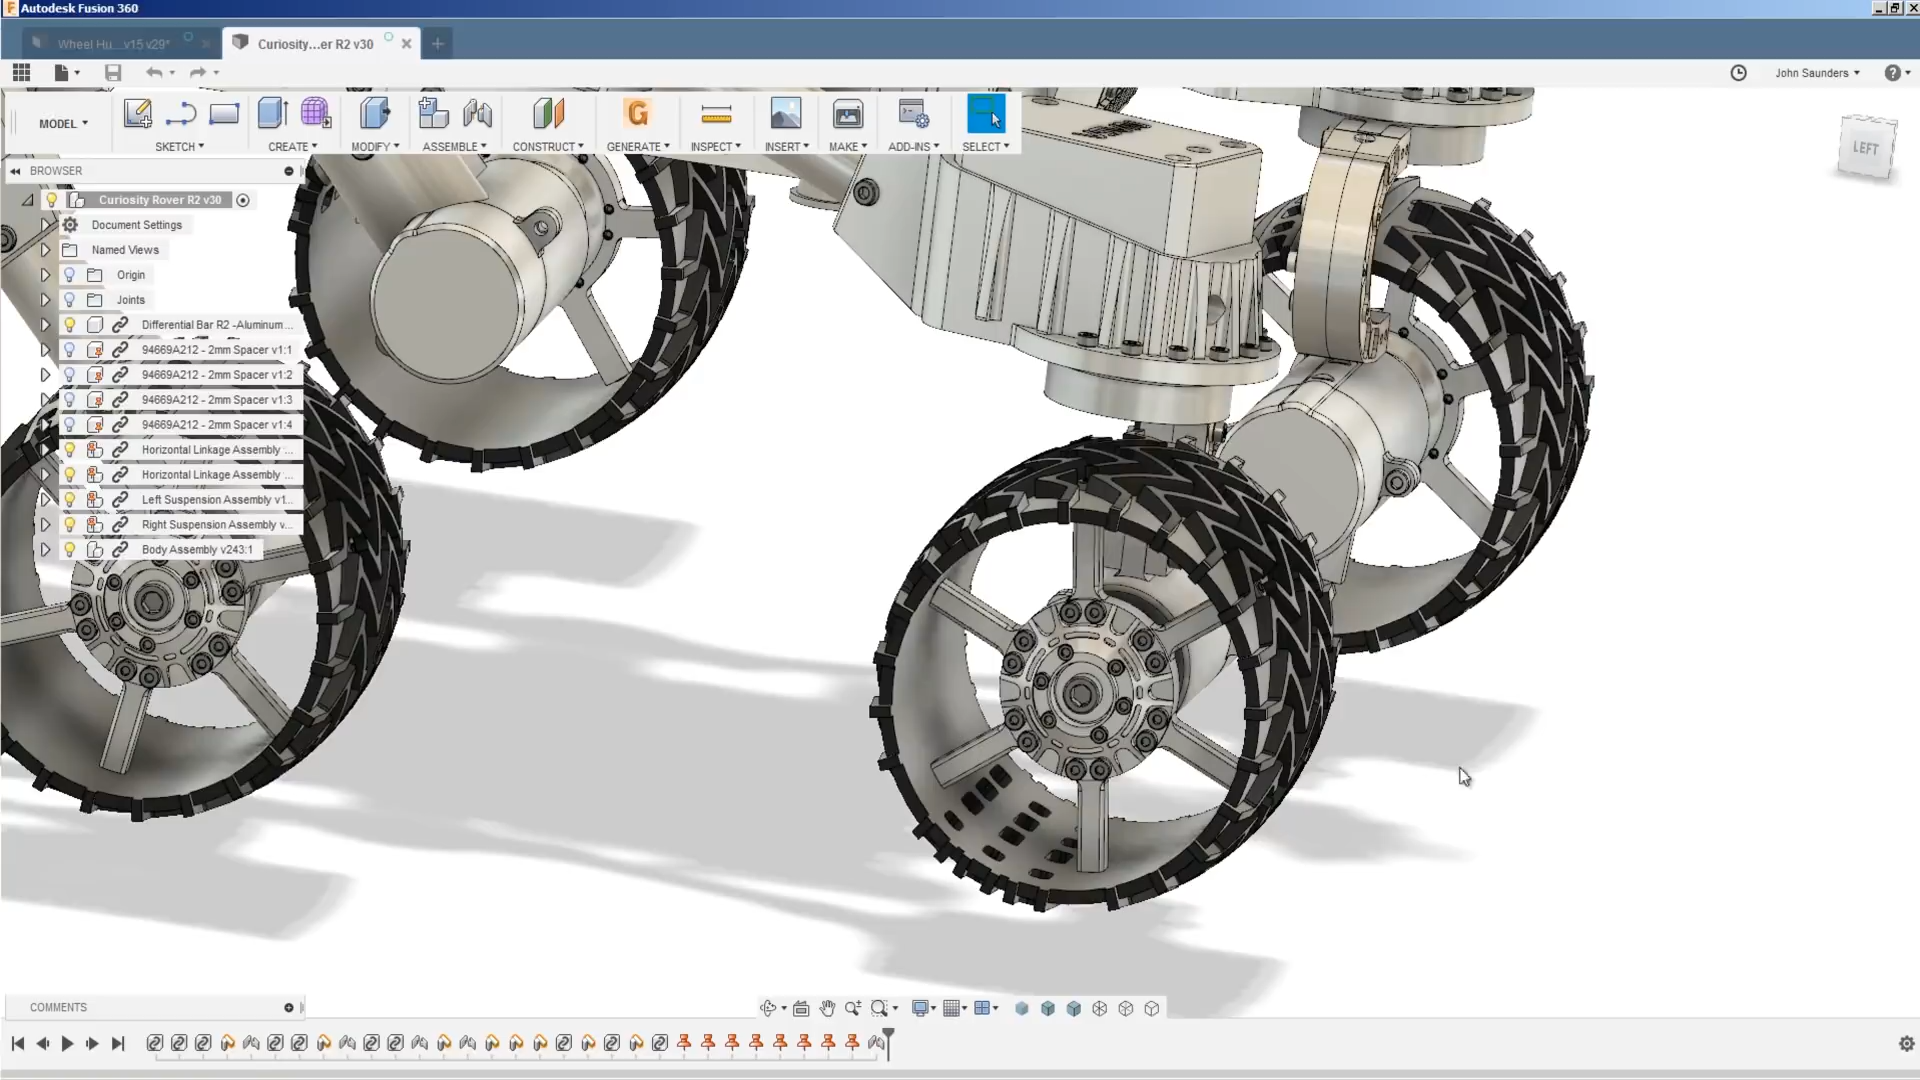 Autodesk Fusion 360
Wheel Hu...v15 v29*
Curiosity...er R2 v30
John Saunders
MODEL
SKETCH
CREATE
MODIFY
ASSEMBLE
CONSTRUCT
G
GENERATE
INSPECT
INSERT
MAKE
ADD-INS
SELECT
LEFT
BROWSER
Curiosity Rover R2 v30
Document Settings
Named Views
Origin
Joints
Differential Bar R2 -Aluminum ...
94669A212 - 2mm Spacer v1:1
94669A212 - 2mm Spacer v1:2
94669A212 - 2mm Spacer v1:3
94669A212 - 2mm Spacer v1:4
Horizontal Linkage Assembly ...
Horizontal Linkage Assembly ...
Left Suspension Assembly v1...
Right Suspension Assembly v...
Body Assembly v243:1
COMMENTS